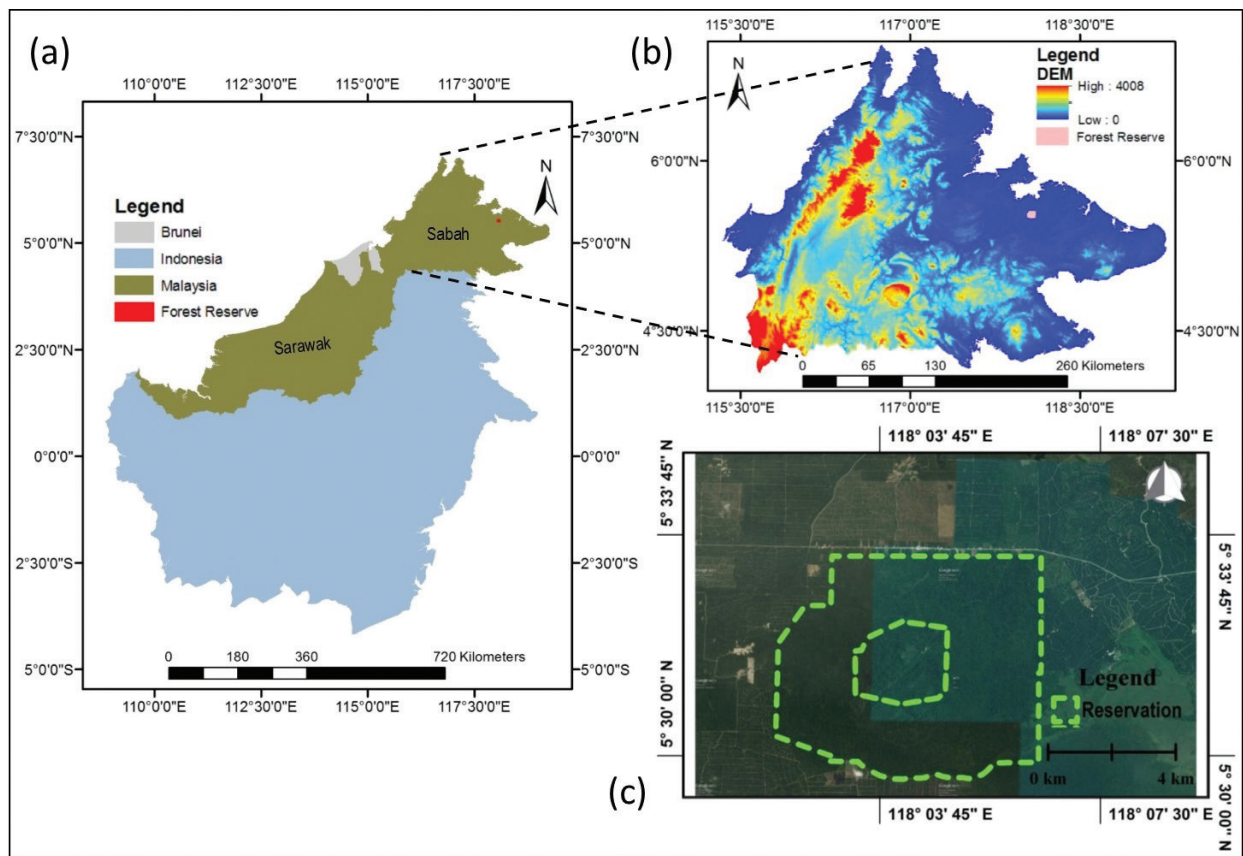 (a)
110°0'0"E 112°30'0"E 115°0'0"E 117°30'0"E
7°30'0"N
5°0'0"N
2°30'0"N
0°0'0"
2°30'0"S
5°0'0"S
N
Legend
Brunei
Indonesia
Malaysia
Forest Reserve
Sabah
Sarawak
7°30'0"N
5°0'0"N
2°30'0"N
0°0'0"
2°30'0"S
5°0'0"S
0 180 360 720 Kilometers
110°0'0"E 112°30'0"E 115°0'0"E 117°30'0"E
(b)
115°30'0"E 117°0'0"E 118°30'0"E
N
Legend
DEM
High : 4008
Low : 0
Forest Reserve
6°0'0"N 6°0'0"N
4°30'0"N 4°30'0"N
0 65 130 260 Kilometers
115°30'0"E 117°0'0"E 118°30'0"E
118° 03' 45" E 118° 07' 30" E
5° 33' 45" N
5° 30' 00" N
5° 33' 45" N
5° 30' 00" N
Legend
Reservation
0 km 4 km
(c)
118° 03' 45" E 118° 07' 30" E